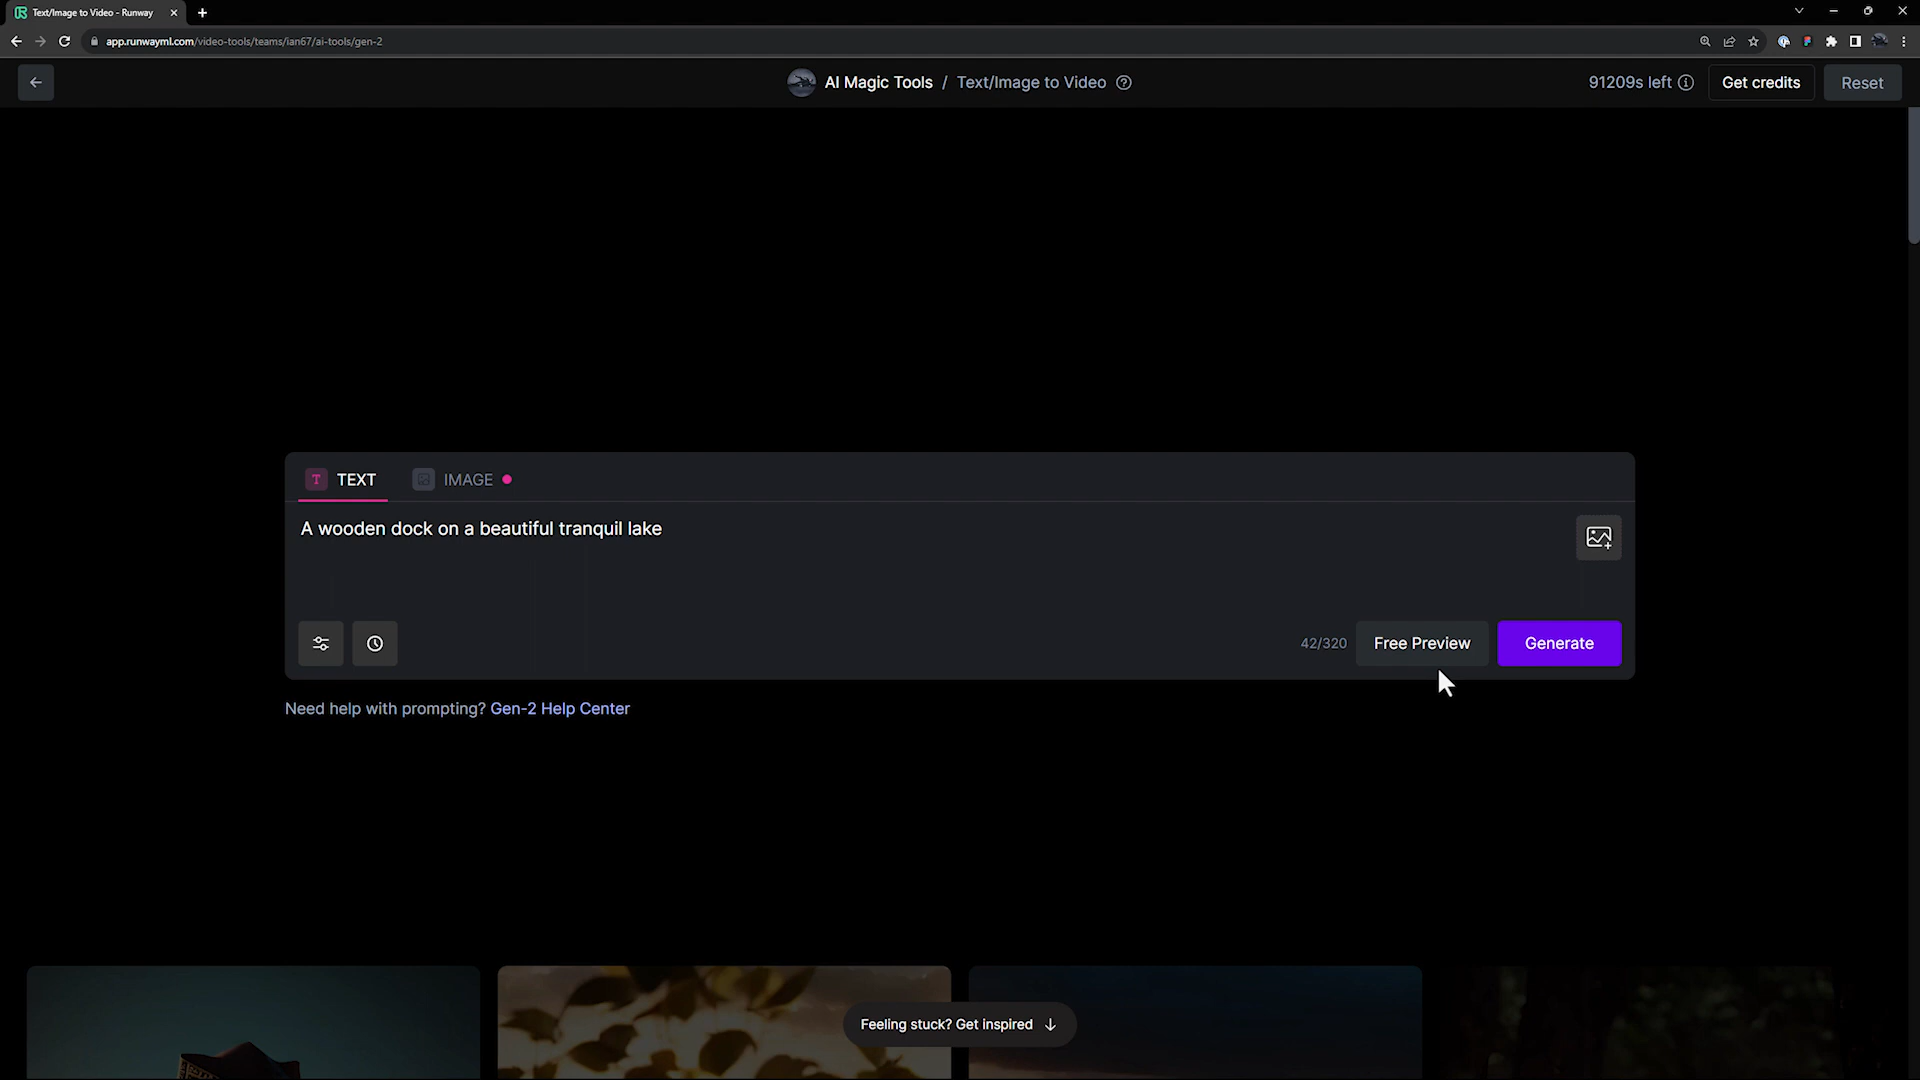 Text/Image to Video - Runway
app.runwayml.com/video-tools/teams/ian67/ai-tools/gen-2
AI Magic Tools / Text/Image to Video
91209s left
Get credits
Reset
T TEXT
IMAGE
A wooden dock on a beautiful tranquil lake
42/320
Free Preview
Generate
Need help with prompting? Gen-2 Help Center
Feeling stuck? Get inspired